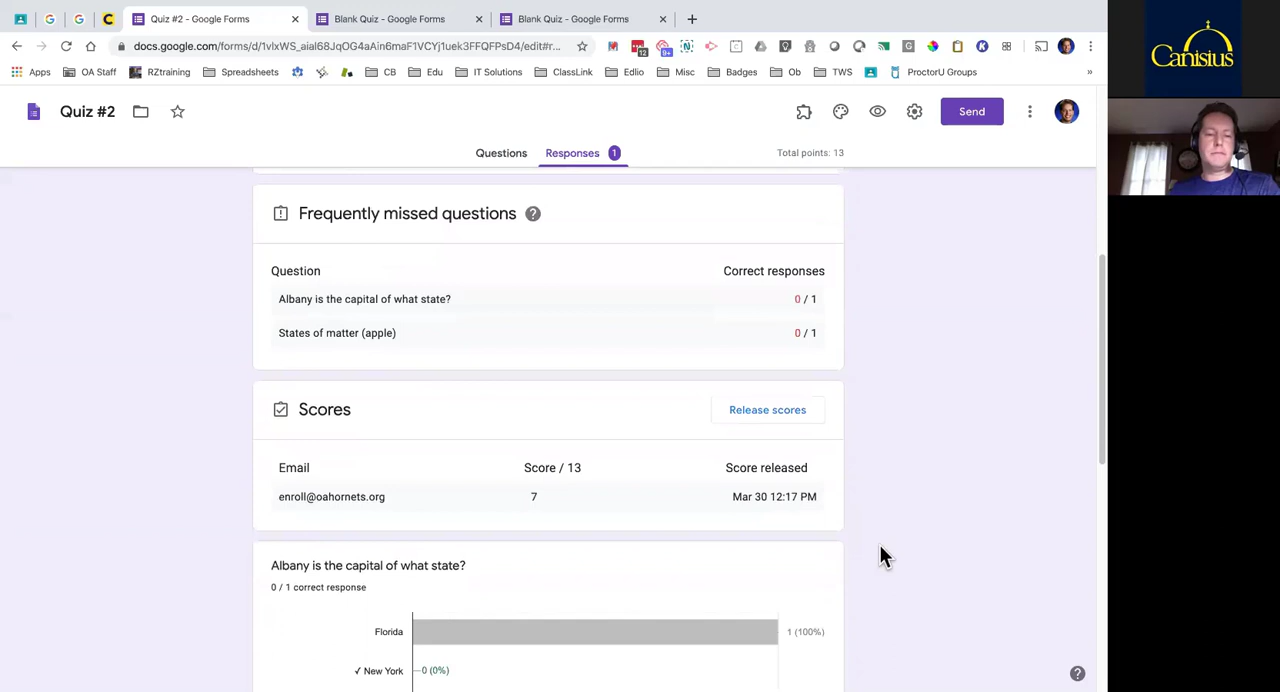 Quiz #2 - Google Forms
Blank Quiz - Google Forms
Blank Quiz - Google Forms
docs.google.com/forms/d/1vlxWS_aial68JqOG4aAin6maF1VCYj1uek3FFQFPsD4/edit#r...
12
9+
Apps
OA Staff
RZtraining
Spreadsheets
CB
Edu
IT Solutions
ClassLink
Edlio
Misc
Badges
Ob
TWS
ProctorU Groups
»
Canisius
Quiz #2
Send
Questions
Responses 1
Total points: 13
Frequently missed questions
Question Correct responses
Albany is the capital of what state? 0 / 1
States of matter (apple) 0 / 1
Scores Release scores
Email Score / 13 Score released
enroll@oahornets.org 7 Mar 30 12:17 PM
Albany is the capital of what state?
0 / 1 correct response
Florida 1 (100%)
✓ New York 0 (0%)